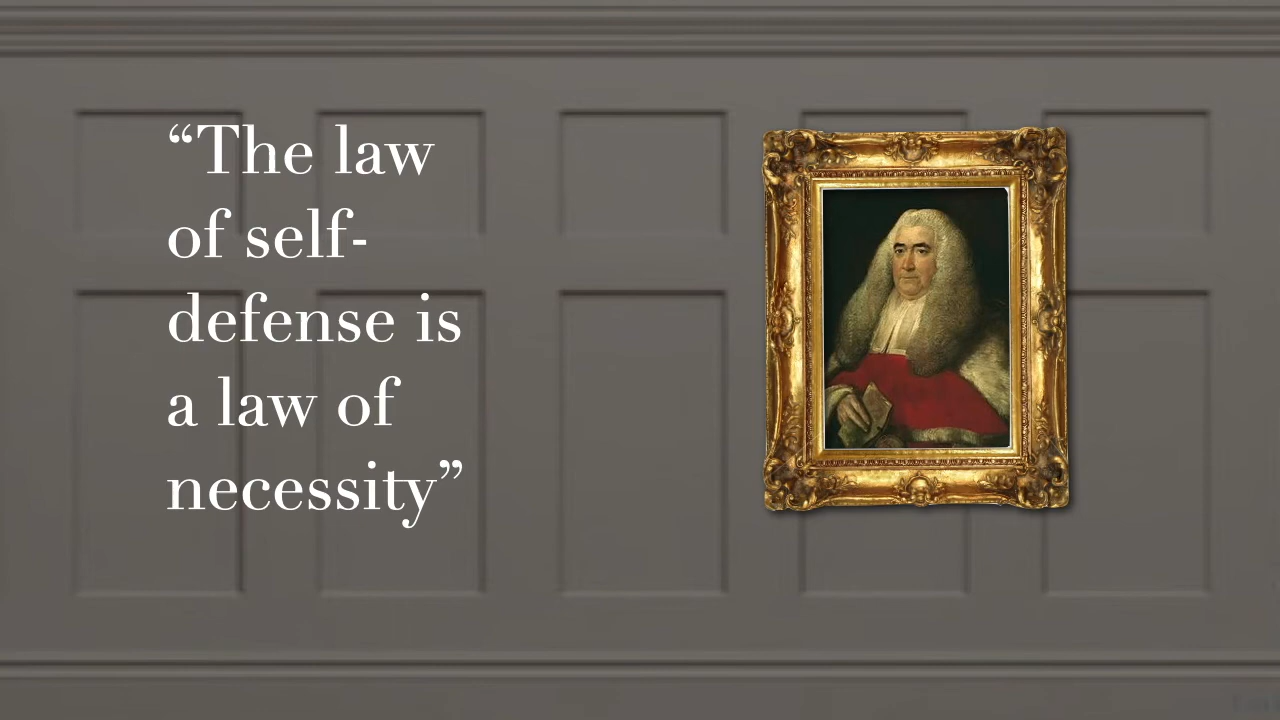 “The law
of self-
defense is
a law of
necessity”